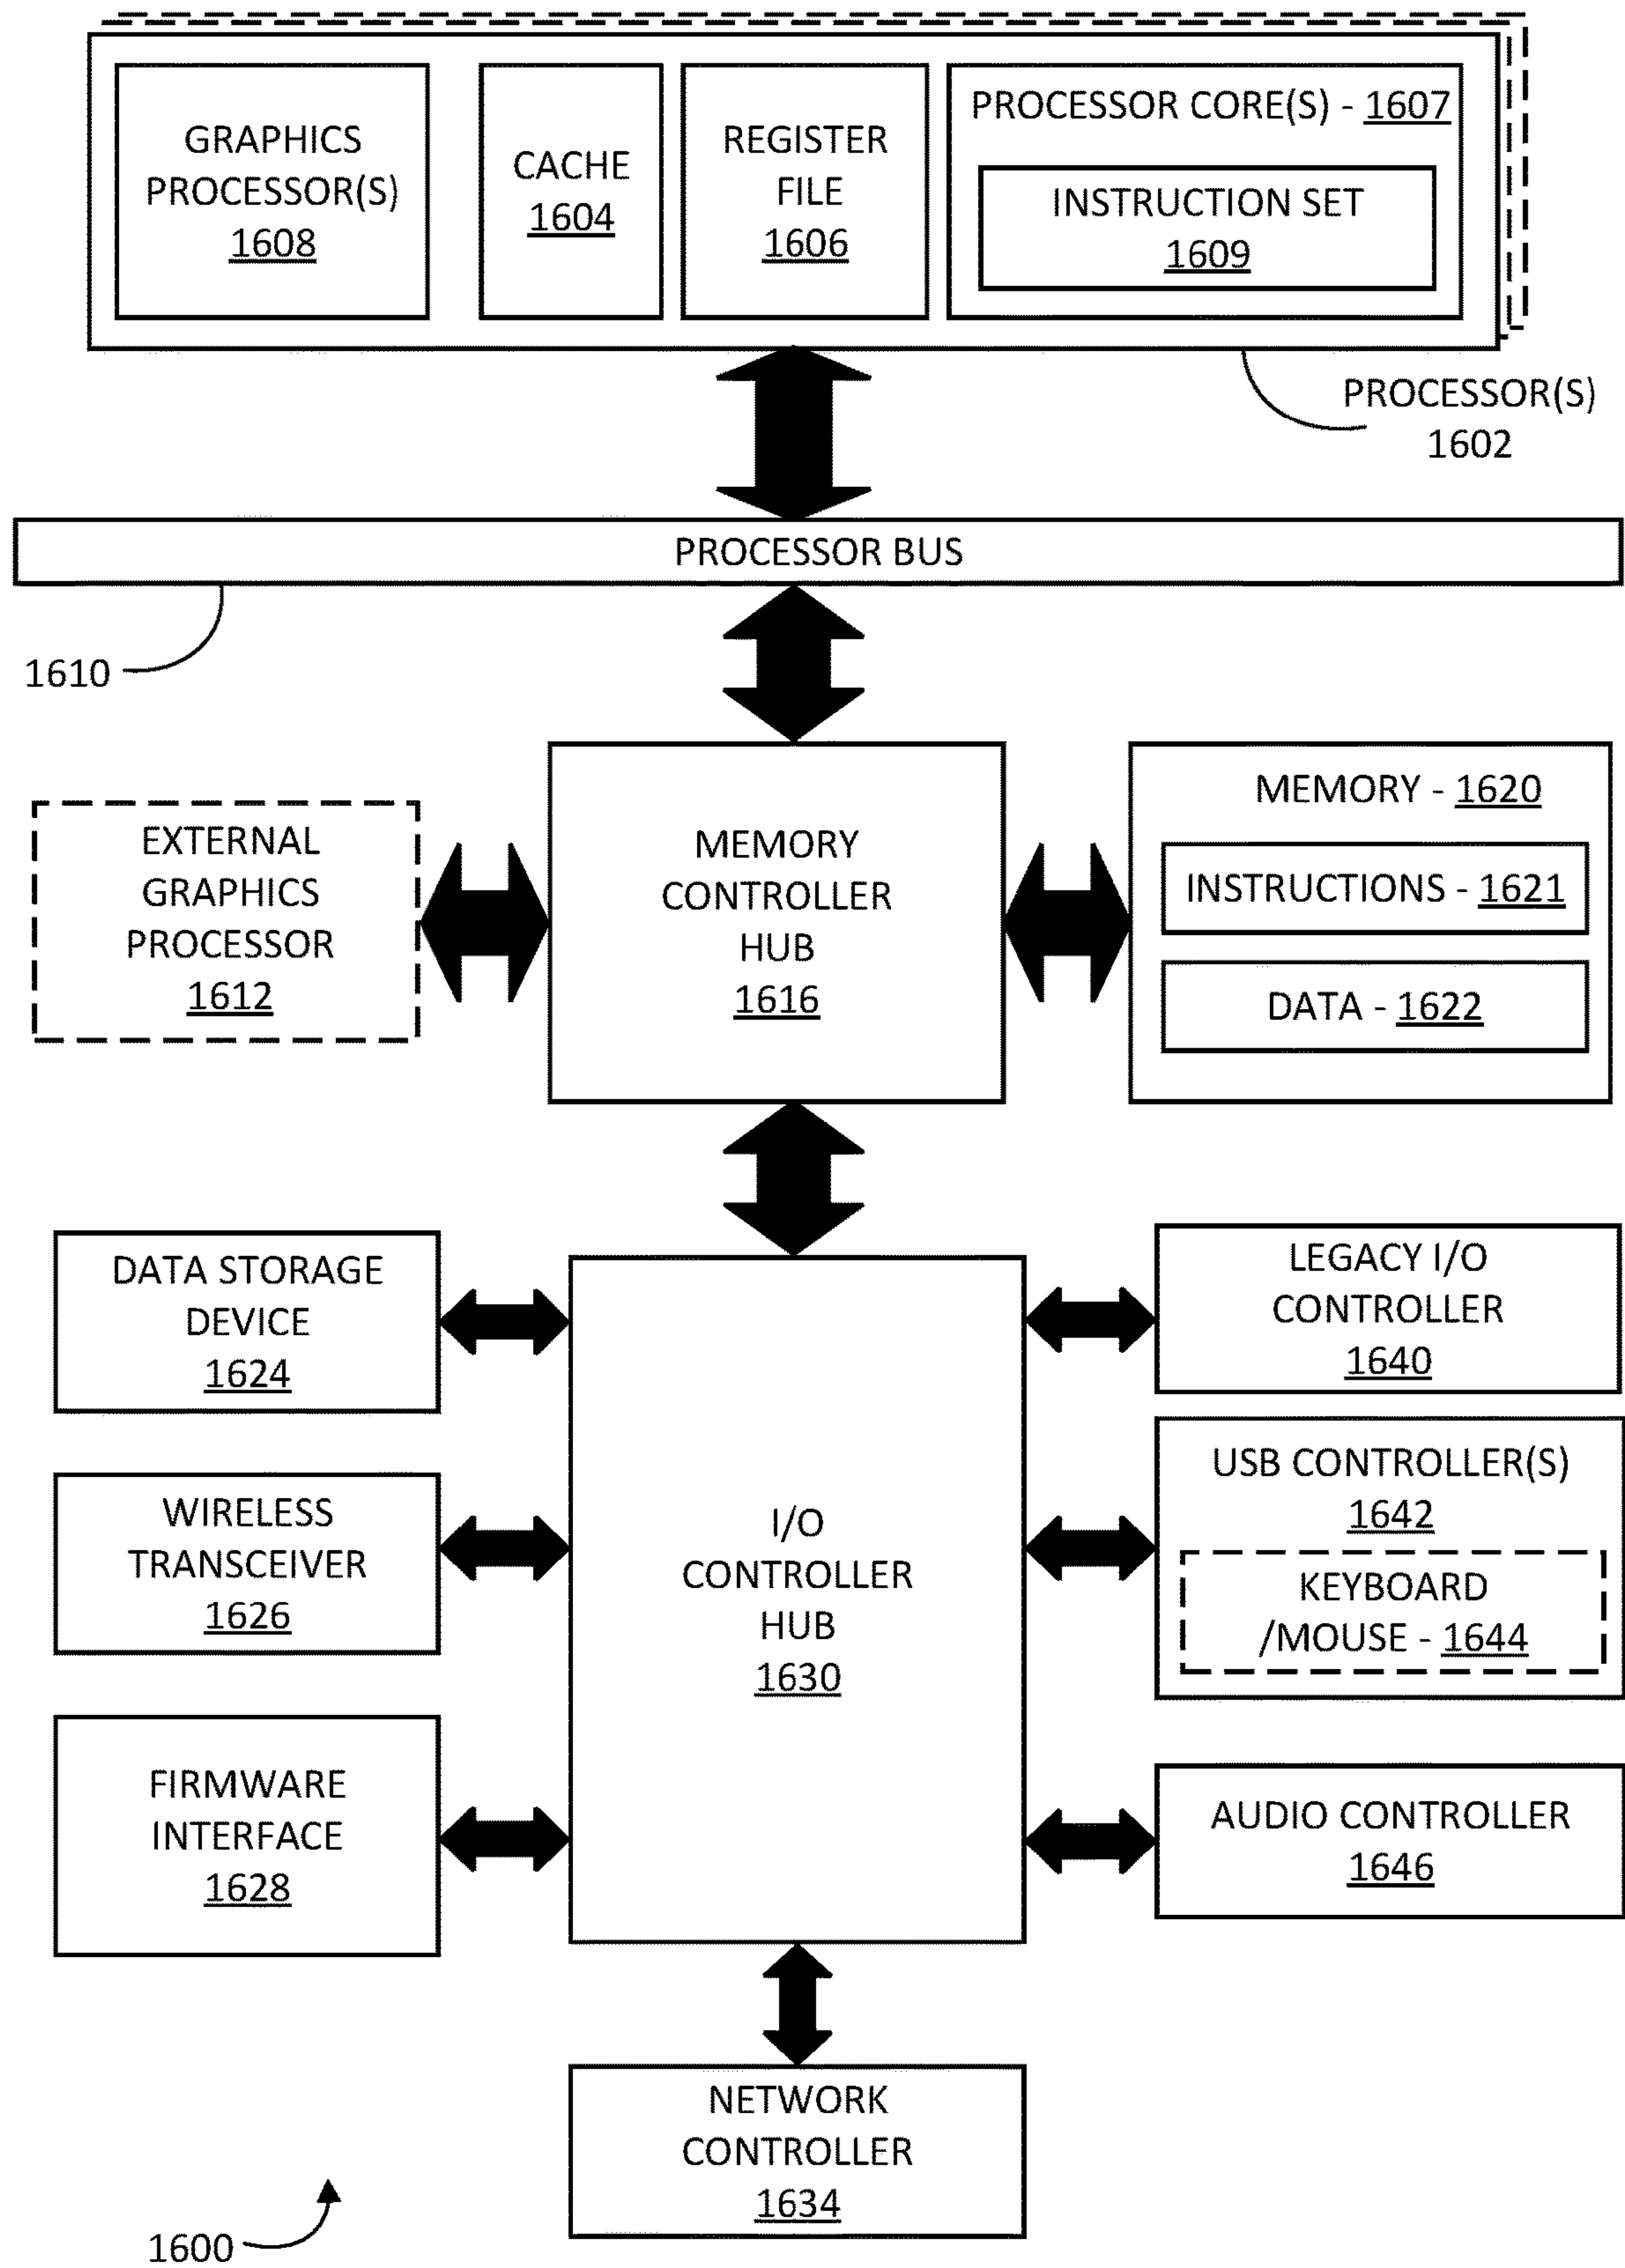 GRAPHICS
PROCESSOR(S)
1608
CACHE
1604
REGISTER
FILE
1606
PROCESSOR CORE(S) - 1607
INSTRUCTION SET
1609
PROCESSOR(S)
1602
PROCESSOR BUS
1610
EXTERNAL
GRAPHICS
PROCESSOR
1612
MEMORY
CONTROLLER
HUB
1616
MEMORY - 1620
INSTRUCTIONS - 1621
DATA - 1622
DATA STORAGE
DEVICE
1624
WIRELESS
TRANSCEIVER
1626
FIRMWARE
INTERFACE
1628
I/O
CONTROLLER
HUB
1630
LEGACY I/O
CONTROLLER
1640
USB CONTROLLER(S)
1642
KEYBOARD
/MOUSE - 1644
AUDIO CONTROLLER
1646
NETWORK
CONTROLLER
1634
1600